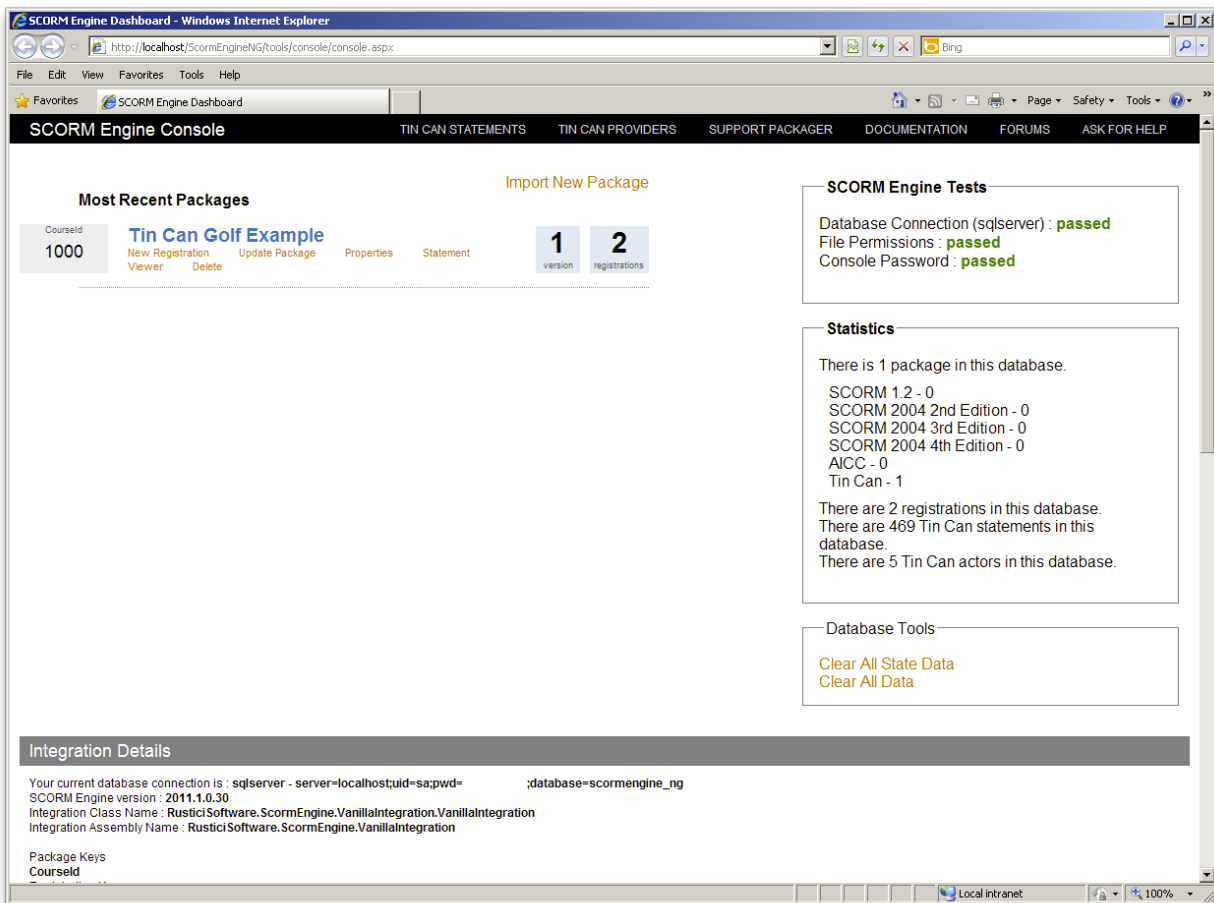 SCORM Engine Dashboard - Windows Internet Explorer
http://localhost/ScormEngineNG/tools/console/console.aspx
Bing
File Edit View Favorites Tools Help
Favorites SCORM Engine Dashboard Page Safety Tools
SCORM Engine Console TIN CAN STATEMENTS TIN CAN PROVIDERS SUPPORT PACKAGER DOCUMENTATION FORUMS ASK FOR HELP
Import New Package
Most Recent Packages
CourseId
1000
Tin Can Golf Example
New Registration Update Package Properties Statement
Viewer Delete
1
version
2
registrations
SCORM Engine Tests
Database Connection (sqlserver) : passed
File Permissions : passed
Console Password : passed
Statistics
There is 1 package in this database.
SCORM 1.2 - 0
SCORM 2004 2nd Edition - 0
SCORM 2004 3rd Edition - 0
SCORM 2004 4th Edition - 0
AICC - 0
Tin Can - 1
There are 2 registrations in this database.
There are 469 Tin Can statements in this
database.
There are 5 Tin Can actors in this database.
Database Tools
Clear All State Data
Clear All Data
Integration Details
Your current database connection is : sqlserver - server=localhost;uid=sa;pwd= ;database=scormengine_ng
SCORM Engine version : 2011.1.0.30
Integration Class Name : RusticiSoftware.ScormEngine.VanillaIntegration.VanillaIntegration
Integration Assembly Name : RusticiSoftware.ScormEngine.VanillaIntegration
Package Keys
CourseId
Local intranet 100%